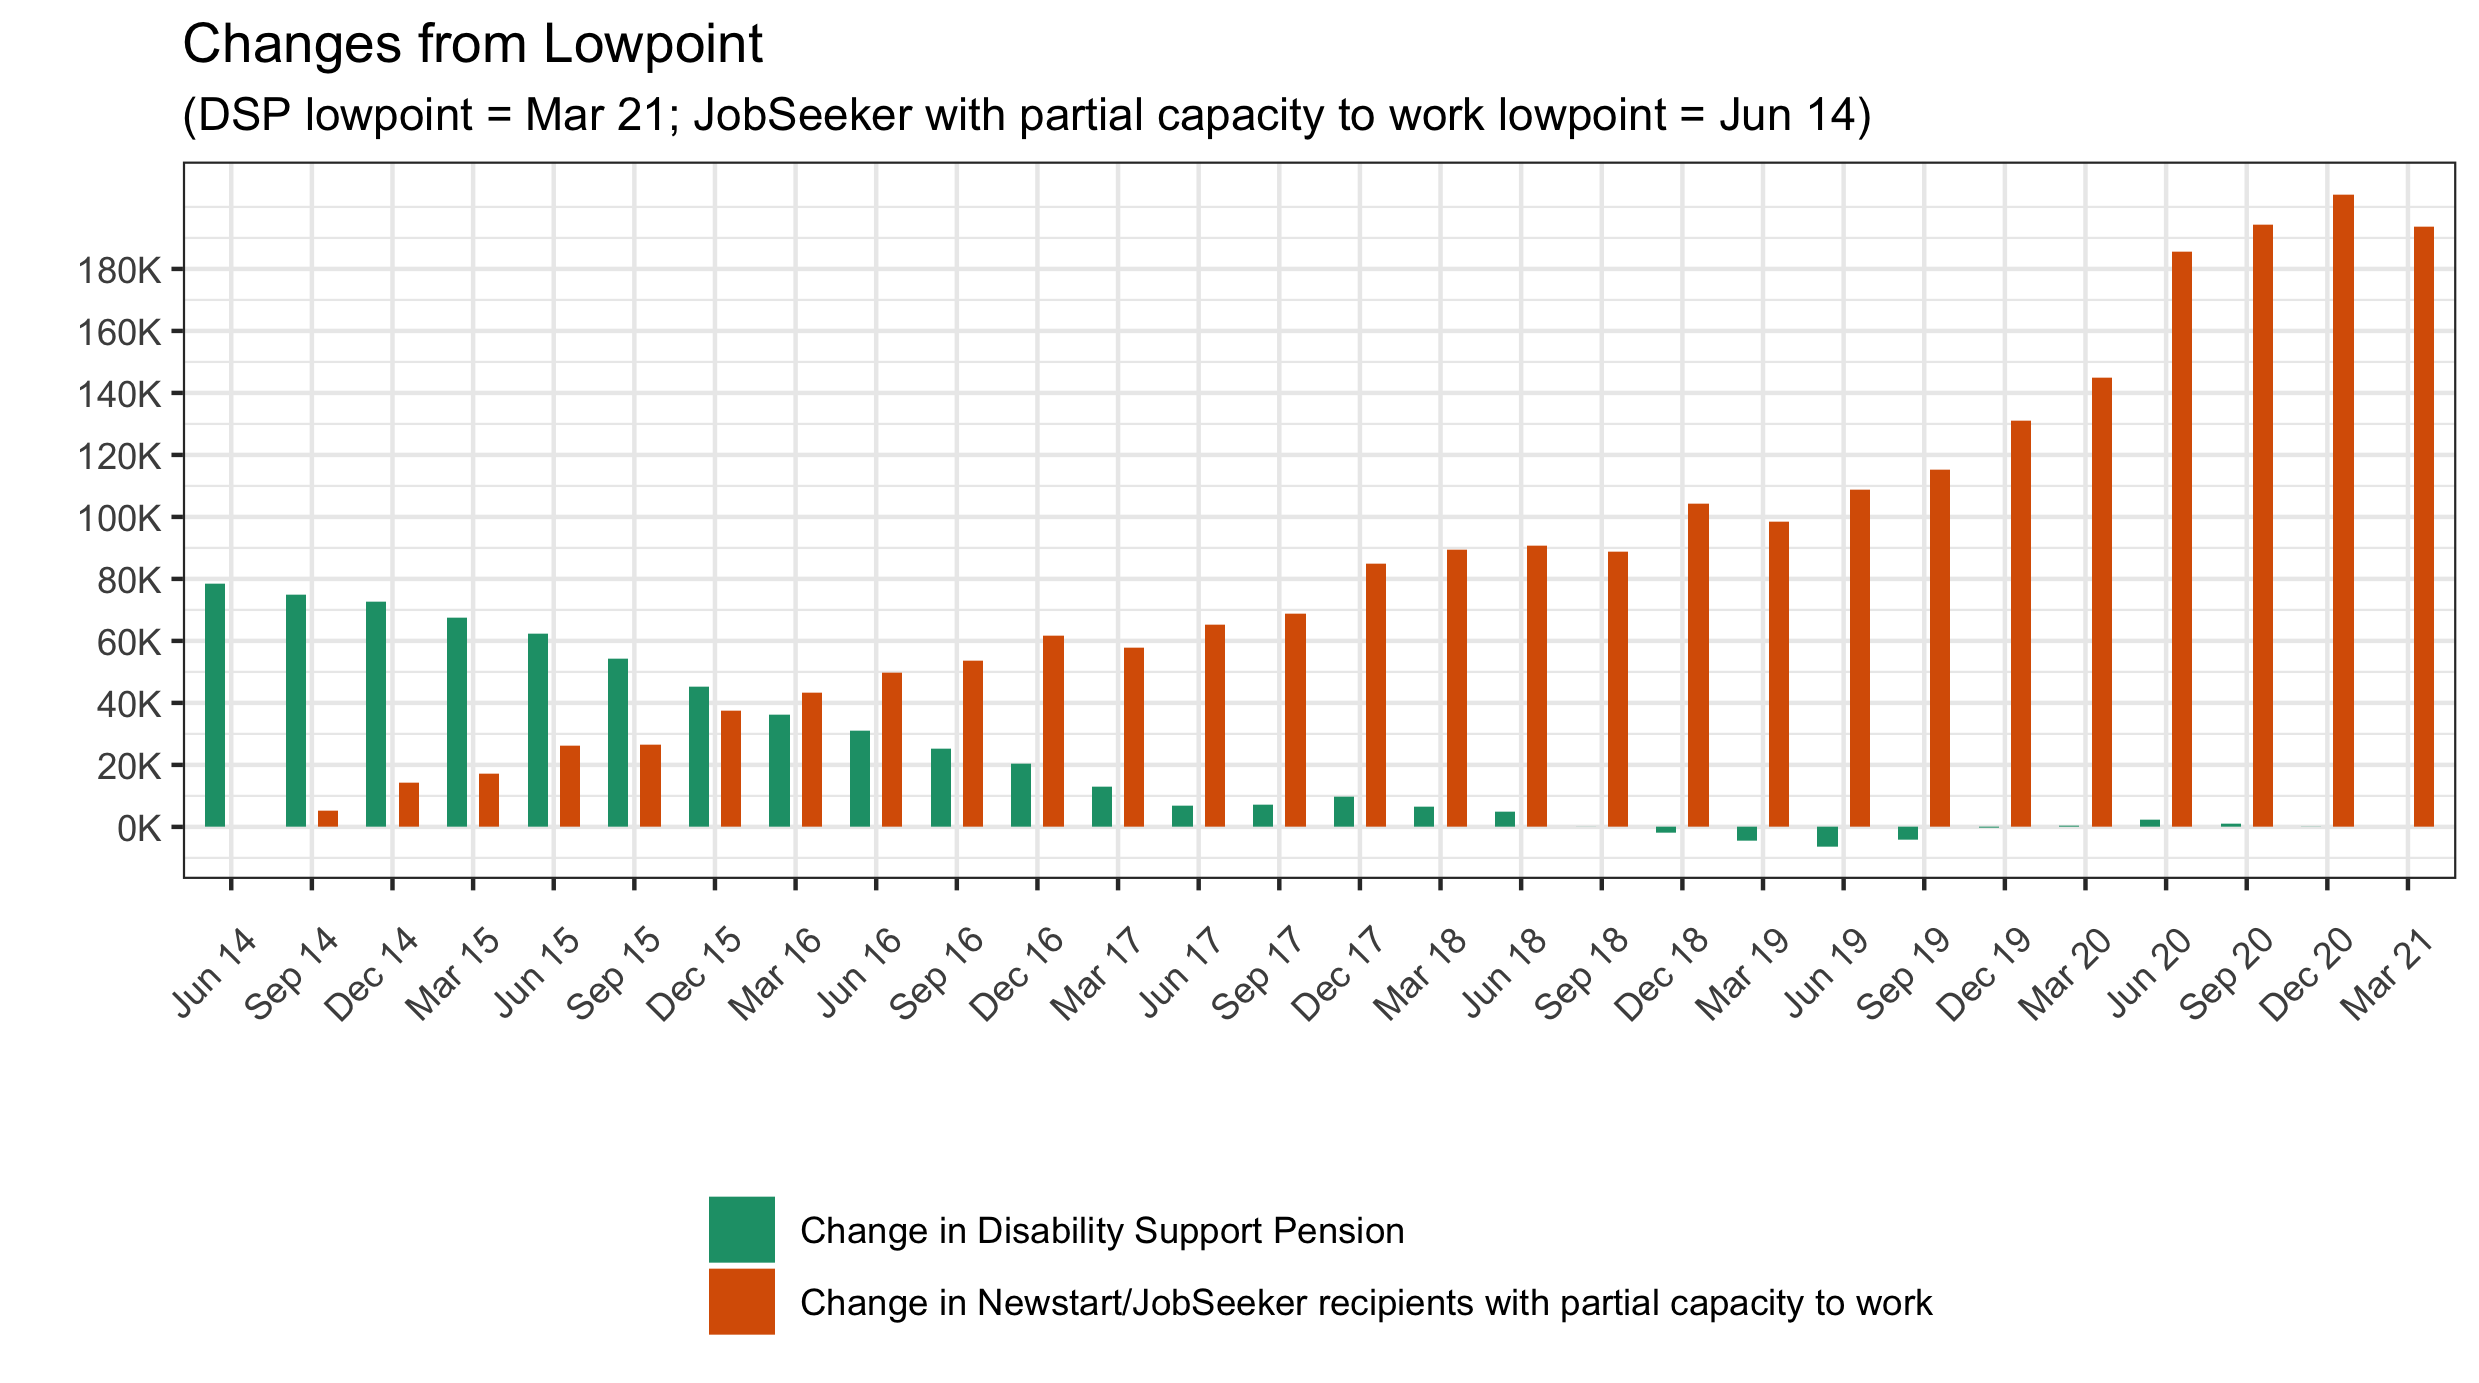 Changes from Lowpoint
(DSP lowpoint = Mar 21; JobSeeker with partial capacity to work lowpoint = Jun 14)
180K
160K
140K
120K
100K
80K
60K
40K
20K
0K
Jun 14
Sep 14
Dec 14
Mar 15
Jun 15
Sep 15
Dec 15
Mar 16
Jun 16
Sep 16
Dec 16
Mar 17
Jun 17
Sep 17
Dec 17
Mar 18
Jun 18
Sep 18
Dec 18
Mar 19
Jun 19
Sep 19
Dec 19
Mar 20
Jun 20
Sep 20
Dec 20
Mar 21
Change in Disability Support Pension
Change in Newstart/JobSeeker recipients with partial capacity to work